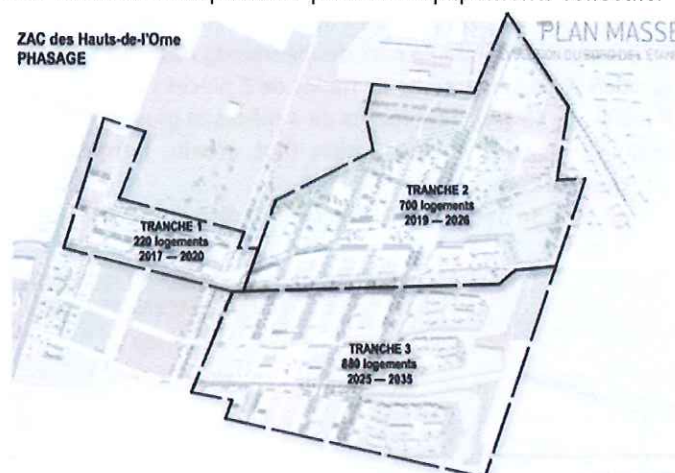 ZAC des Hauts-de-l'Orne
PHASAGE
PLAN MASSE
TRANCHE 1
220 logements
2017 — 2020
TRANCHE 2
700 logements
2019 — 2026
TRANCHE 3
880 logements
2025 — 2035